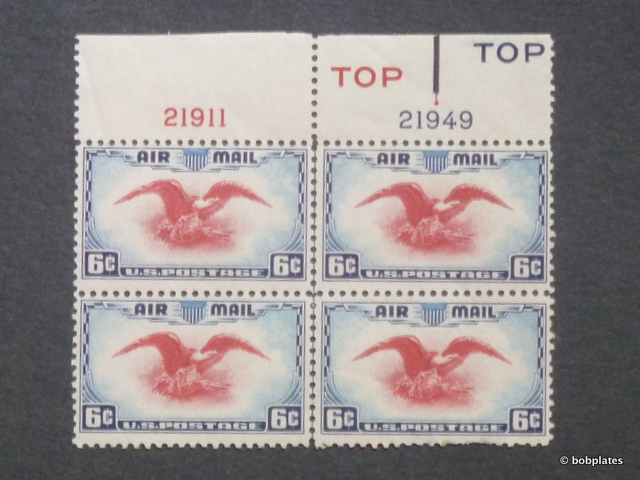 TOP
TOP
21911 21949
AIR MAIL AIR MAIL
6¢ U.S.POSTAGE 6¢ 6¢ U.S.POSTAGE 6¢
AIR MAIL AIR MAIL
6¢ U.S.POSTAGE 6¢ 6¢ U.S.POSTAGE 6¢
© bobplates